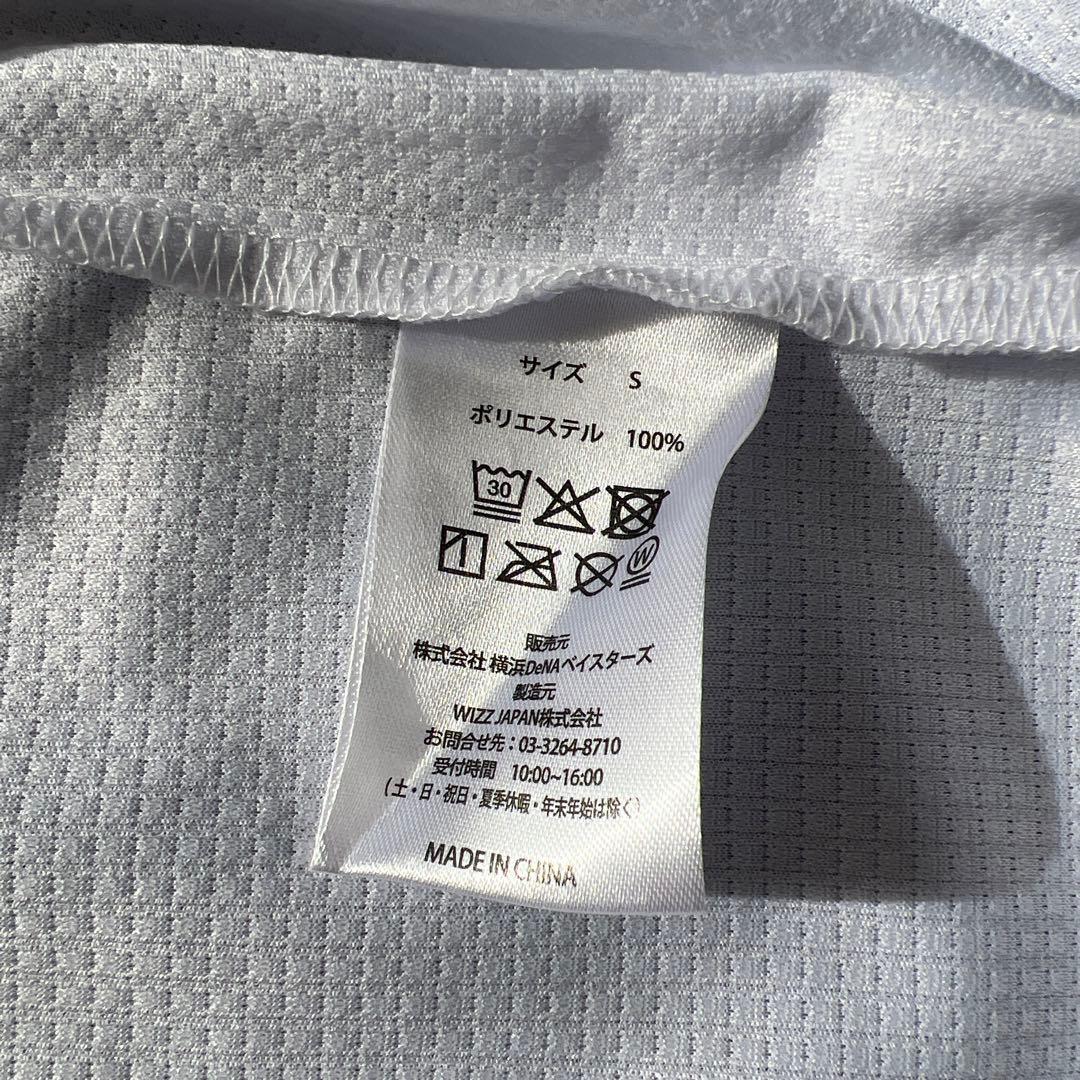 サイズ S
ポリエステル 100%
30
W
販売元
株式会社 横浜DeNAベイスターズ
製造元
WIZZ JAPAN株式会社
お問合せ先：03-3264-8710
受付時間 10:00~16:00
(土・日・祝日・夏季休暇・年末年始は除く)
MADE IN CHINA